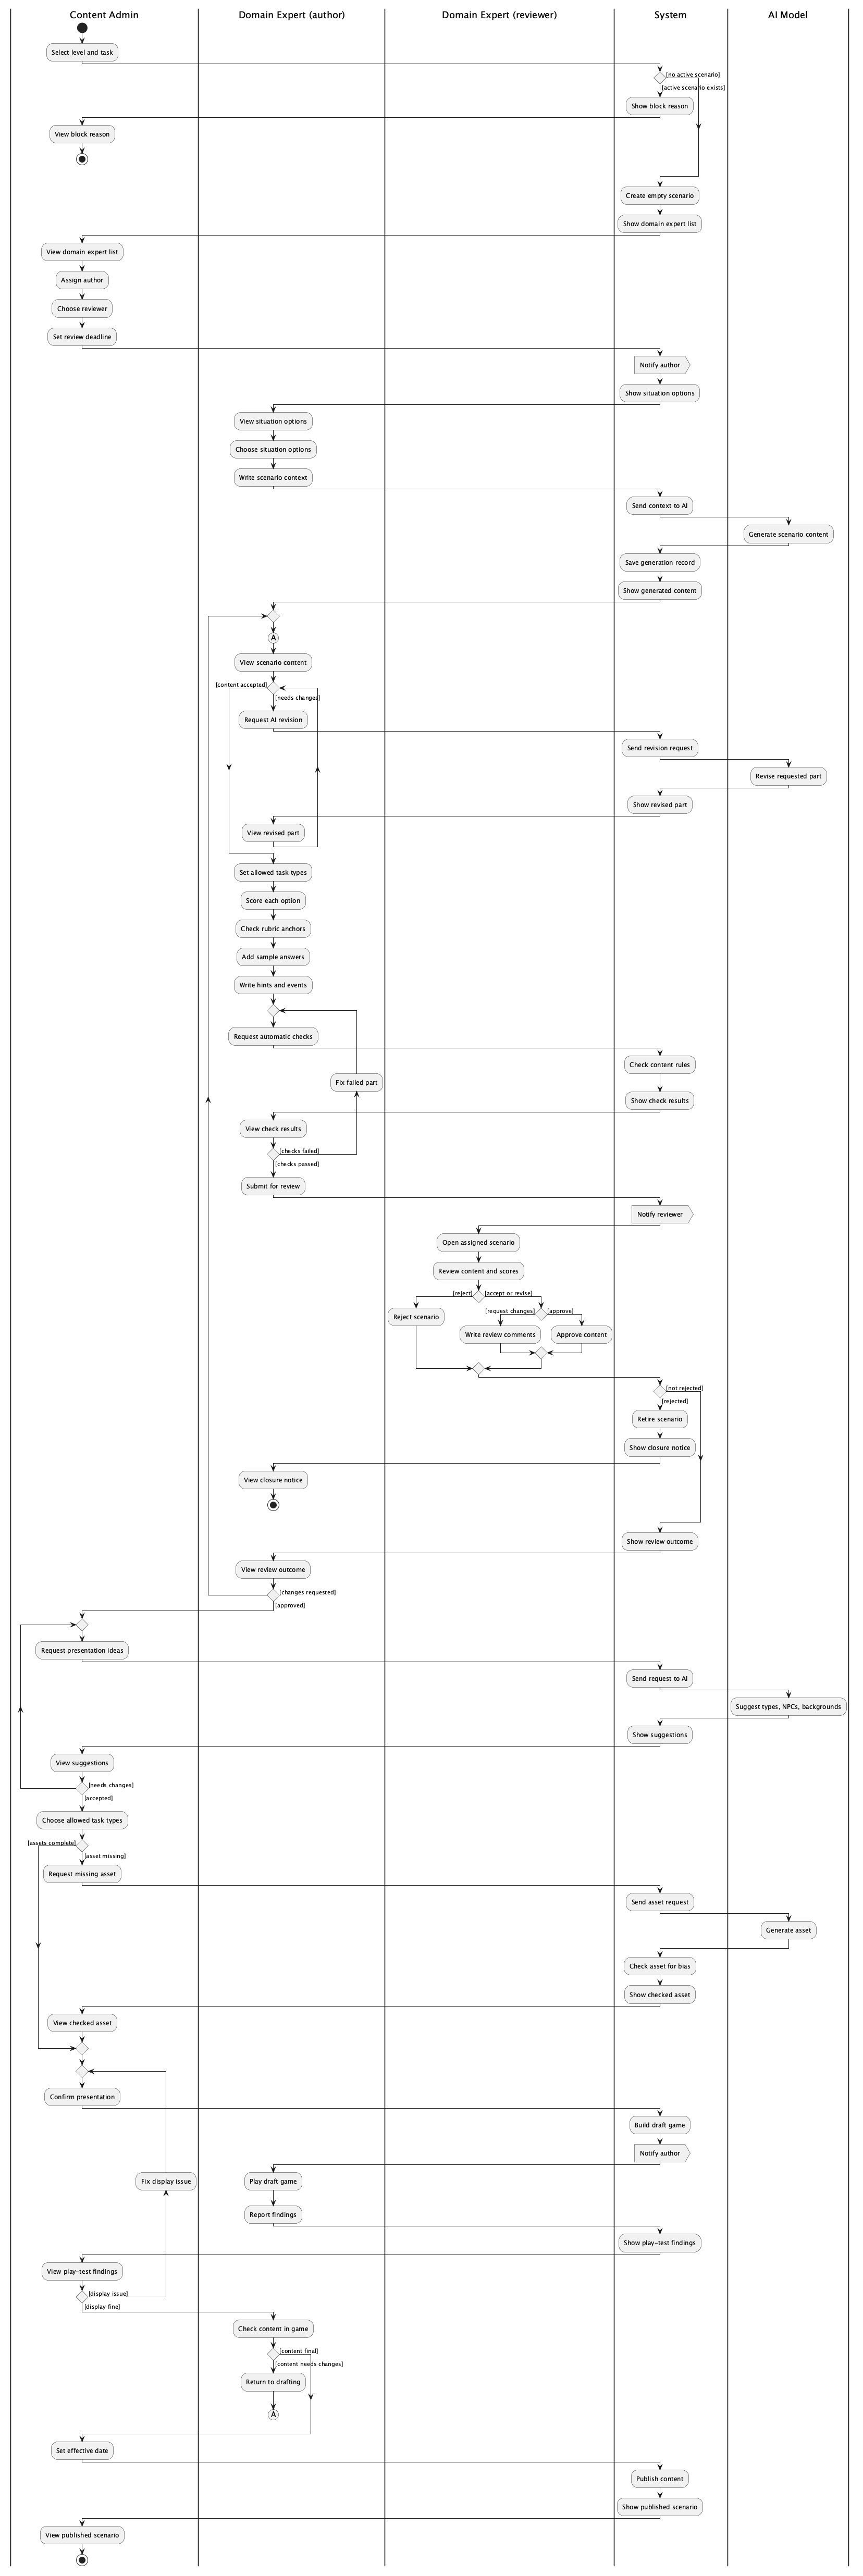 Content Admin
Domain Expert (author)
Domain Expert (reviewer)
System
AI Model
Select level and task
[no active scenario]
[active scenario exists]
Show block reason
View block reason
Create empty scenario
Show domain expert list
View domain expert list
Assign author
Choose reviewer
Set review deadline
Notify author
Show situation options
View situation options
Choose situation options
Write scenario context
Send context to AI
Generate scenario content
Save generation record
Show generated content
A
View scenario content
[content accepted]
[needs changes]
Request AI revision
Send revision request
Revise requested part
Show revised part
View revised part
Set allowed task types
Score each option
Check rubric anchors
Add sample answers
Write hints and events
Request automatic checks
Check content rules
Fix failed part
Show check results
View check results
[checks failed]
[checks passed]
Submit for review
Notify reviewer
Open assigned scenario
Review content and scores
[reject]
[accept or revise]
Reject scenario
[request changes]
[approve]
Write review comments
Approve content
[not rejected]
[rejected]
Retire scenario
Show closure notice
View closure notice
Show review outcome
View review outcome
[changes requested]
[approved]
Request presentation ideas
Send request to AI
Suggest types, NPCs, backgrounds
Show suggestions
View suggestions
[needs changes]
[accepted]
Choose allowed task types
[assets complete]
[asset missing]
Request missing asset
Send asset request
Generate asset
Check asset for bias
Show checked asset
View checked asset
Confirm presentation
Build draft game
Notify author
Fix display issue
Play draft game
Report findings
Show play-test findings
View play-test findings
[display issue]
[display fine]
Check content in game
[content final]
[content needs changes]
Return to drafting
A
Set effective date
Publish content
Show published scenario
View published scenario